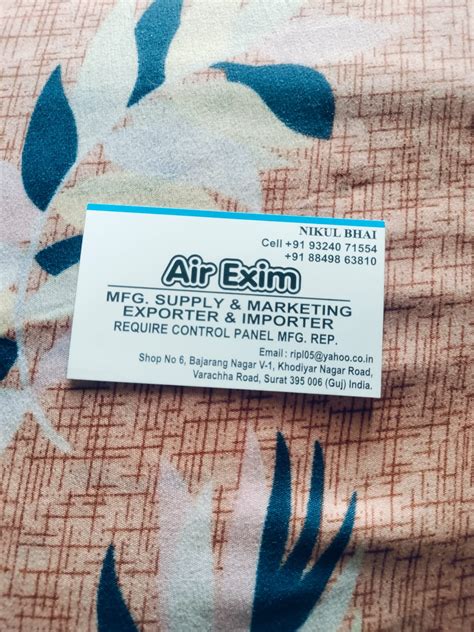 NIKUL BHAI
Cell +91 93240 71554
+91 88498 63810
Air Exim
MFG. SUPPLY & MARKETING
EXPORTER & IMPORTER
REQUIRE CONTROL PANEL MFG. REP.
Email : ripl05@yahoo.co.in
Shop No 6, Bajarang Nagar V-1, Khodiyar Nagar Road,
Varachha Road, Surat 395 006 (Guj) India.